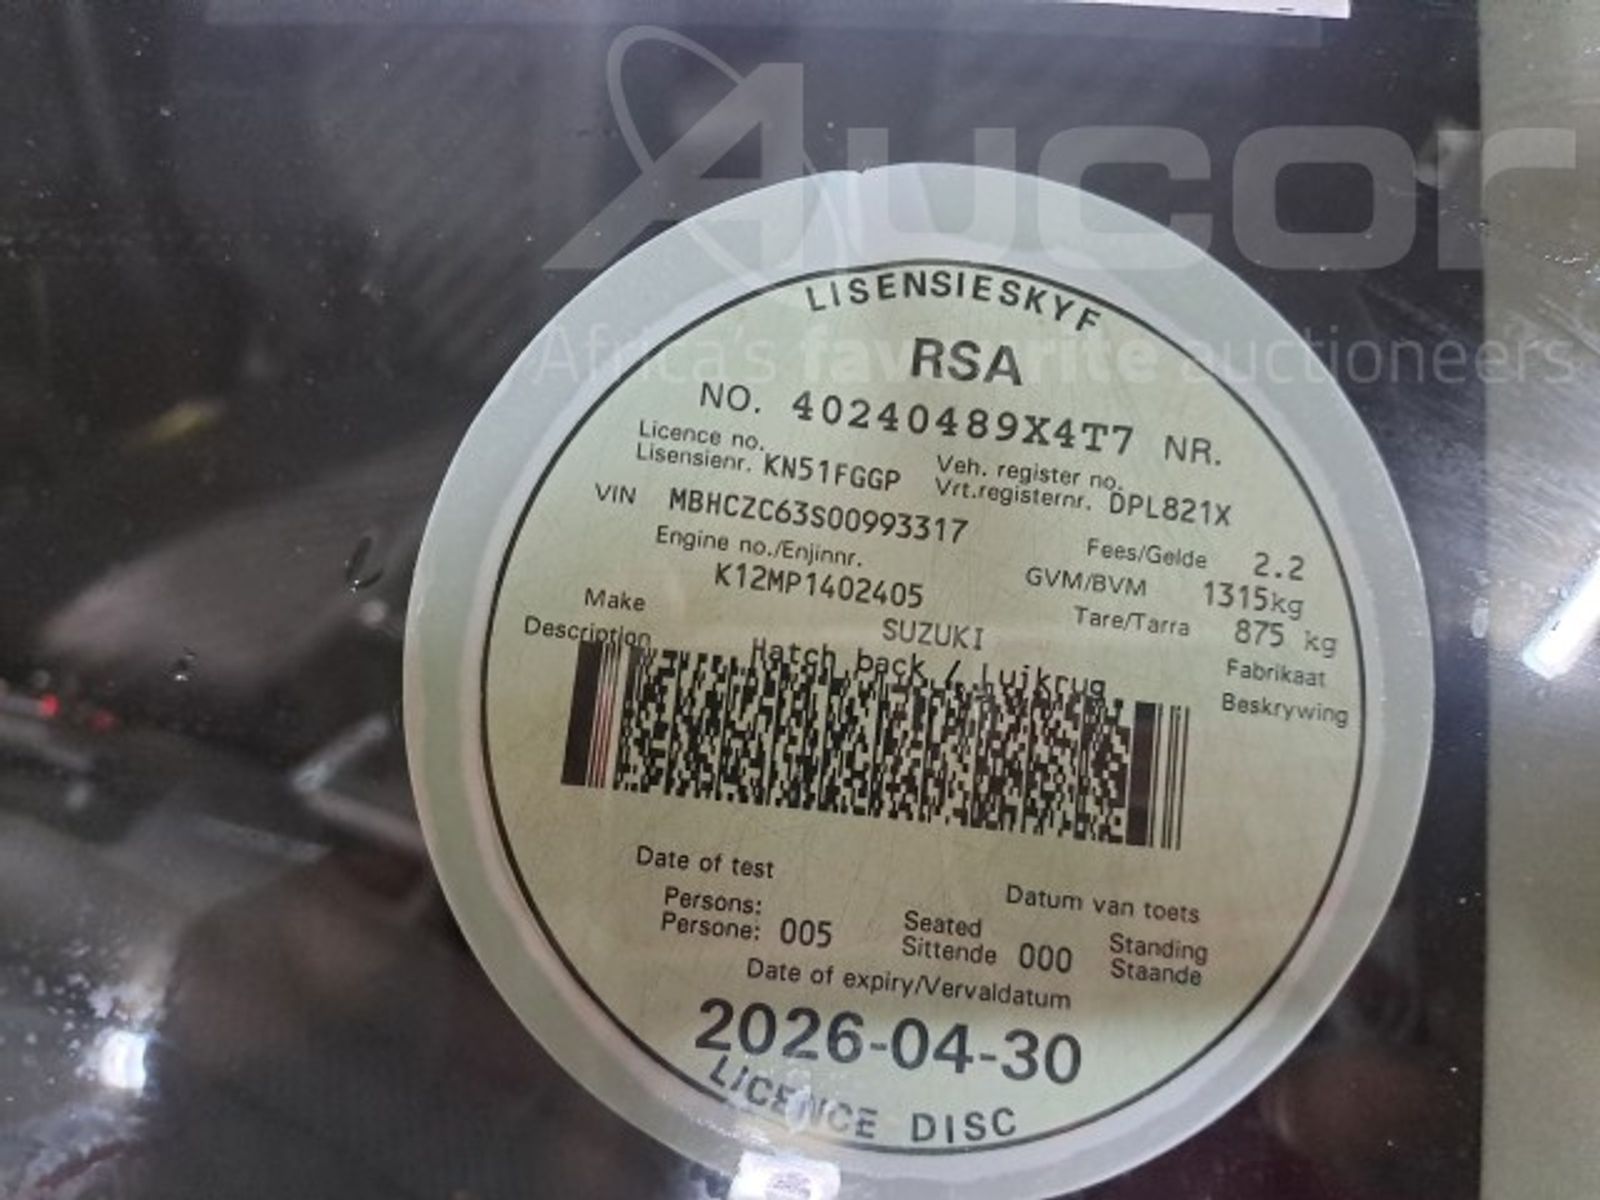 Aucor
Africa's favourite auctioneers
LISENSIESKYF
RSA
NO. 40240489X4T7 NR.
Licence no. Veh. register no.
Lisensienr. KN51FGGP Vrt.registernr. DPL821X
VIN MBHCZC63S00993317
Fees/Gelde 2.2
Engine no./Enjinnr.
GVM/BVM 1315kg
K12MP1402405
Tare/Tarra 875 kg
Make SUZUKI Fabrikaat
Description Hatch back / Luikrug Beskrywing
Date of test Datum van toets
Persons: Seated Standing
Persone: 005 Sittende 000 Staande
Date of expiry/Vervaldatum
2026-04-30
LICENCE DISC